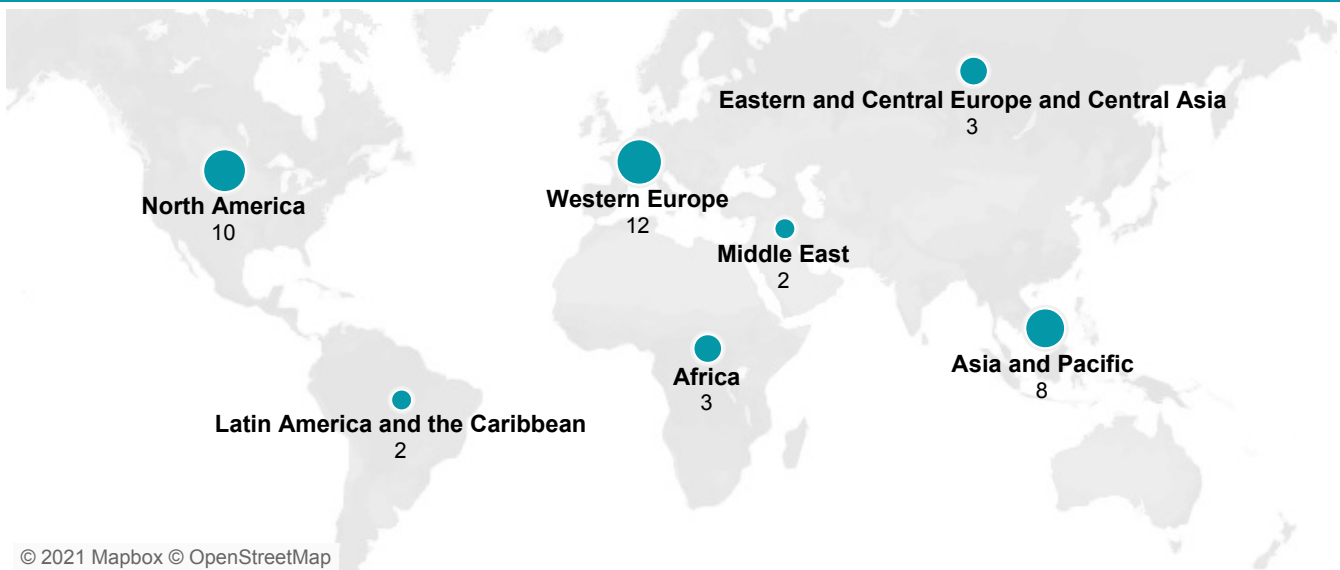 Eastern and Central Europe and Central Asia
3
North America
10
Western Europe
12
Middle East
2
Africa
3
Asia and Pacific
8
Latin America and the Caribbean
2
© 2021 Mapbox © OpenStreetMap